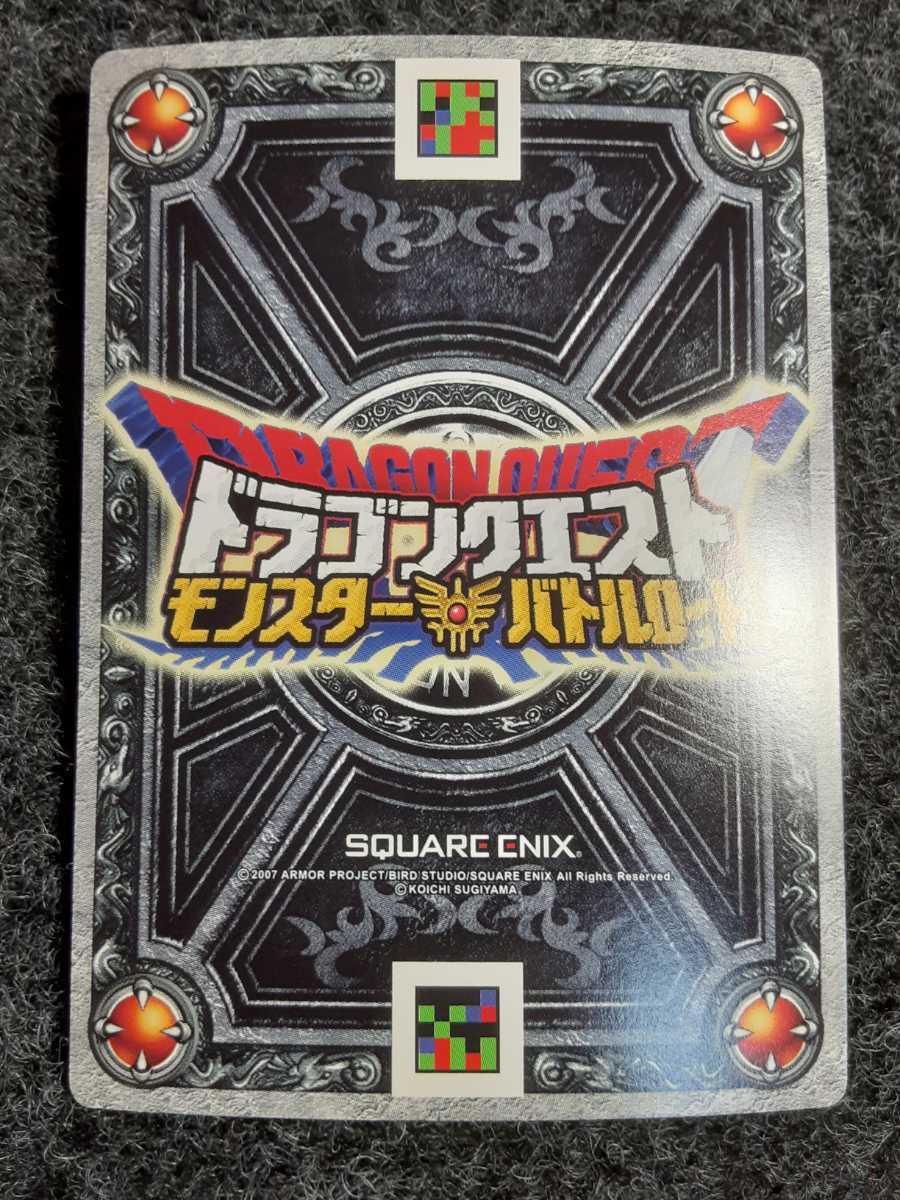 DRAGON QUEST
ドラゴンクエスト
モンスター バトルロード
SQUARE ENIX®
©2007 ARMOR PROJECT/BIRD STUDIO/SQUARE ENIX All Rights Reserved.
©KOICHI SUGIYAMA